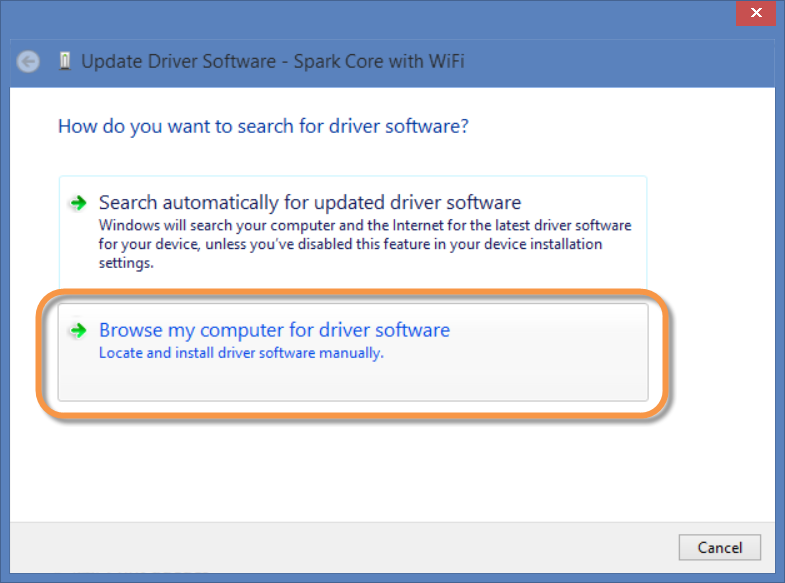 Update Driver Software - Spark Core with WiFi
How do you want to search for driver software?
Search automatically for updated driver software
Windows will search your computer and the Internet for the latest driver software
for your device, unless you've disabled this feature in your device installation
settings.
Browse my computer for driver software
Locate and install driver software manually.
Cancel